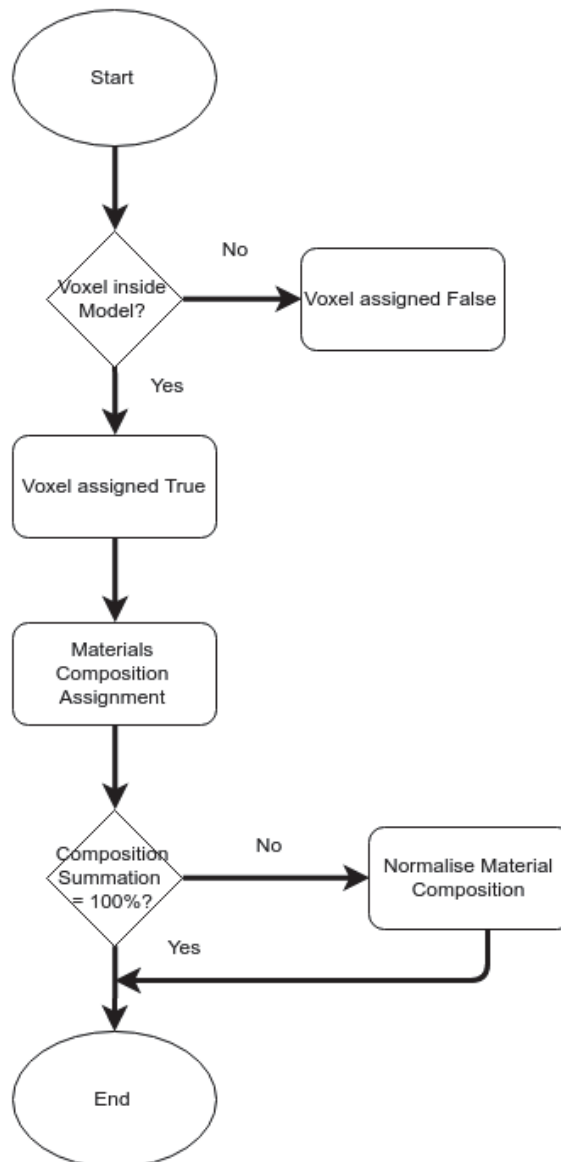 Start
Voxel inside
Model?
No
Voxel assigned False
Yes
Voxel assigned True
Materials
Composition
Assignment
Composition
Summation
= 100%?
No
Normalise Material
Composition
Yes
End